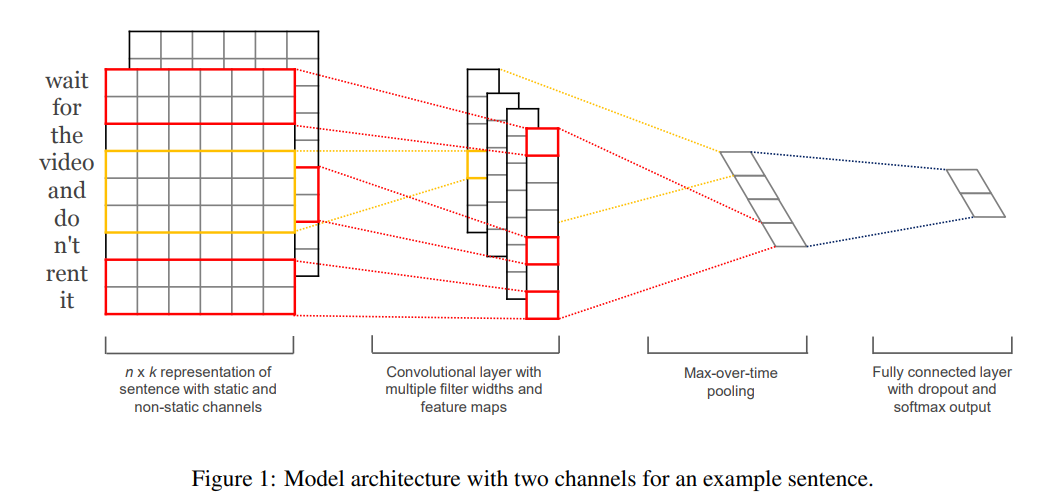 wait
for
the
video
and
do
n't
rent
it
n x k representation of
sentence with static and
non-static channels
Convolutional layer with
multiple filter widths and
feature maps
Max-over-time
pooling
Fully connected layer
with dropout and
softmax output
Figure 1: Model architecture with two channels for an example sentence.